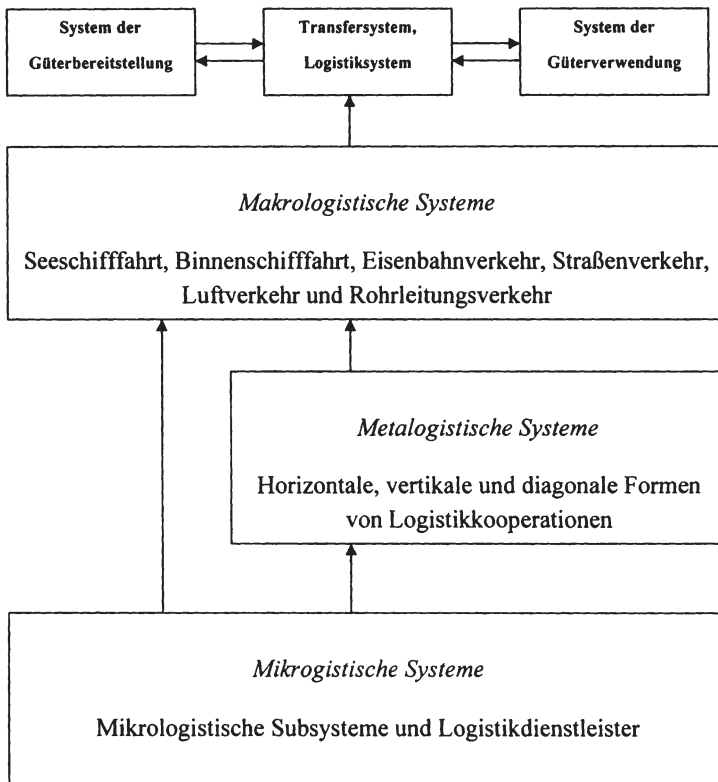 System der
Güterbereitstellung
Transfersystem,
Logistiksystem
System der
Güterverwendung
Makrologistische Systeme
Seeschifffahrt, Binnenschifffahrt, Eisenbahnverkehr, Straßenverkehr,
Luftverkehr und Rohrleitungsverkehr
Metalogistische Systeme
Horizontale, vertikale und diagonale Formen
von Logistikkooperationen
Mikrogistische Systeme
Mikrologistische Subsysteme und Logistikdienstleister